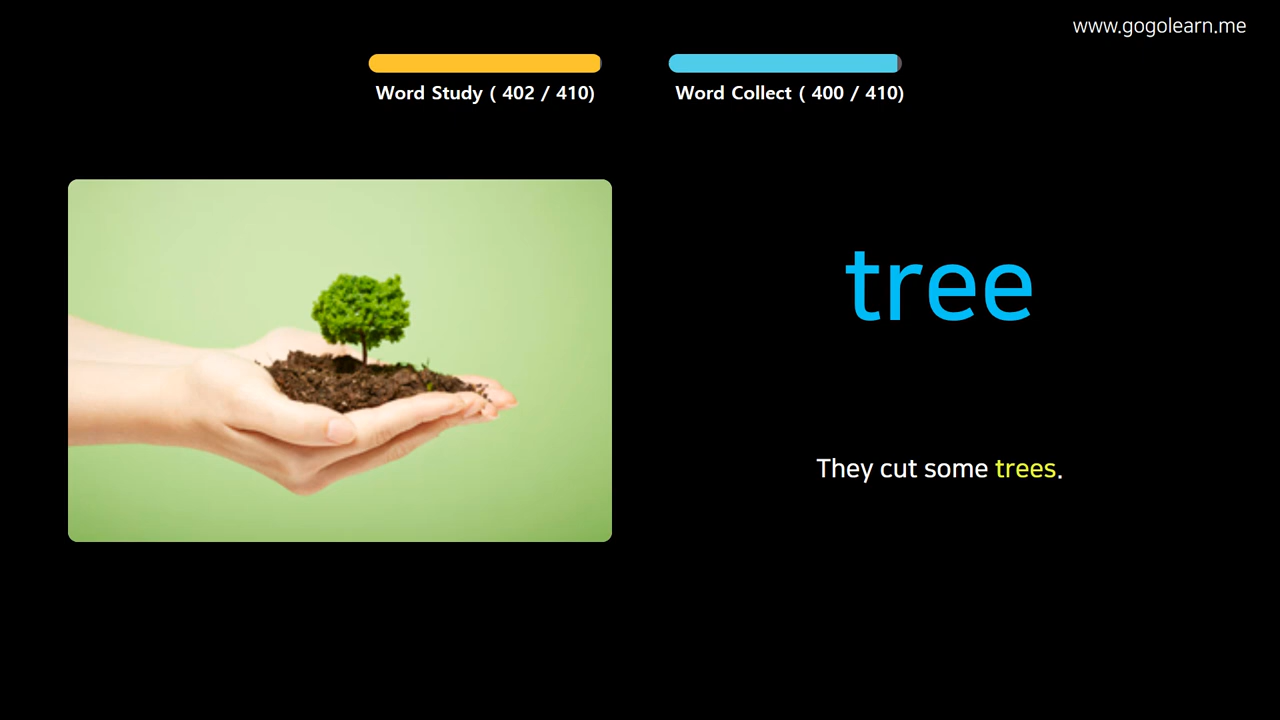 www.gogolearn.me
Word Study ( 402 / 410)
Word Collect ( 400 / 410)
tree
They cut some trees.